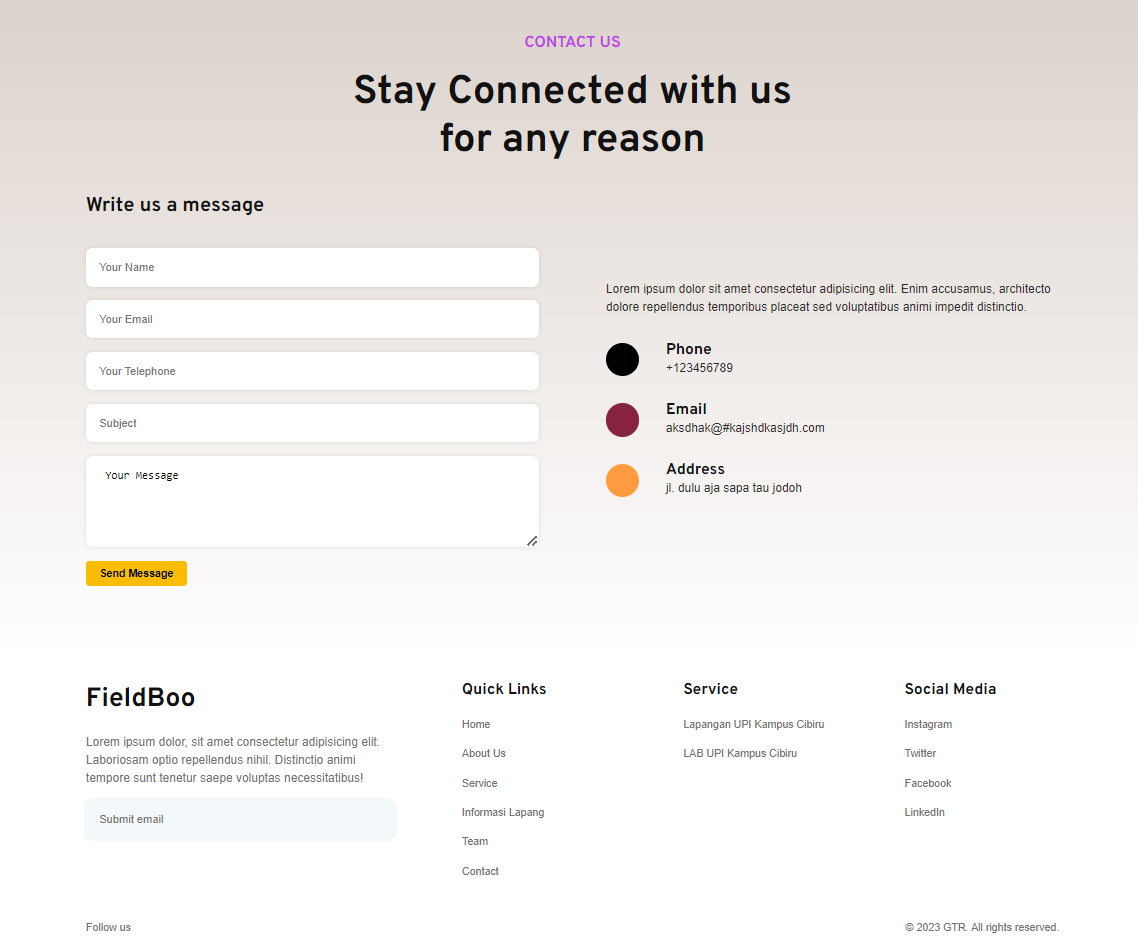 CONTACT US
Stay Connected with us
for any reason
Write us a message
Your Name
Your Email
Your Telephone
Subject
Your Message
Send Message
Lorem ipsum dolor sit amet consectetur adipisicing elit. Enim accusamus, architecto
dolore repellendus temporibus placeat sed voluptatibus animi impedit distinctio.
Phone
+123456789
Email
aksdhak@#kajshdkasjdh.com
Address
jl. dulu aja sapa tau jodoh
FieldBoo
Lorem ipsum dolor, sit amet consectetur adipisicing elit.
Laboriosam optio repellendus nihil. Distinctio animi
tempore sunt tenetur saepe voluptas necessitatibus!
Submit email
Quick Links
Home
About Us
Service
Informasi Lapang
Team
Contact
Service
Lapangan UPI Kampus Cibiru
LAB UPI Kampus Cibiru
Social Media
Instagram
Twitter
Facebook
LinkedIn
Follow us
© 2023 GTR. All rights reserved.